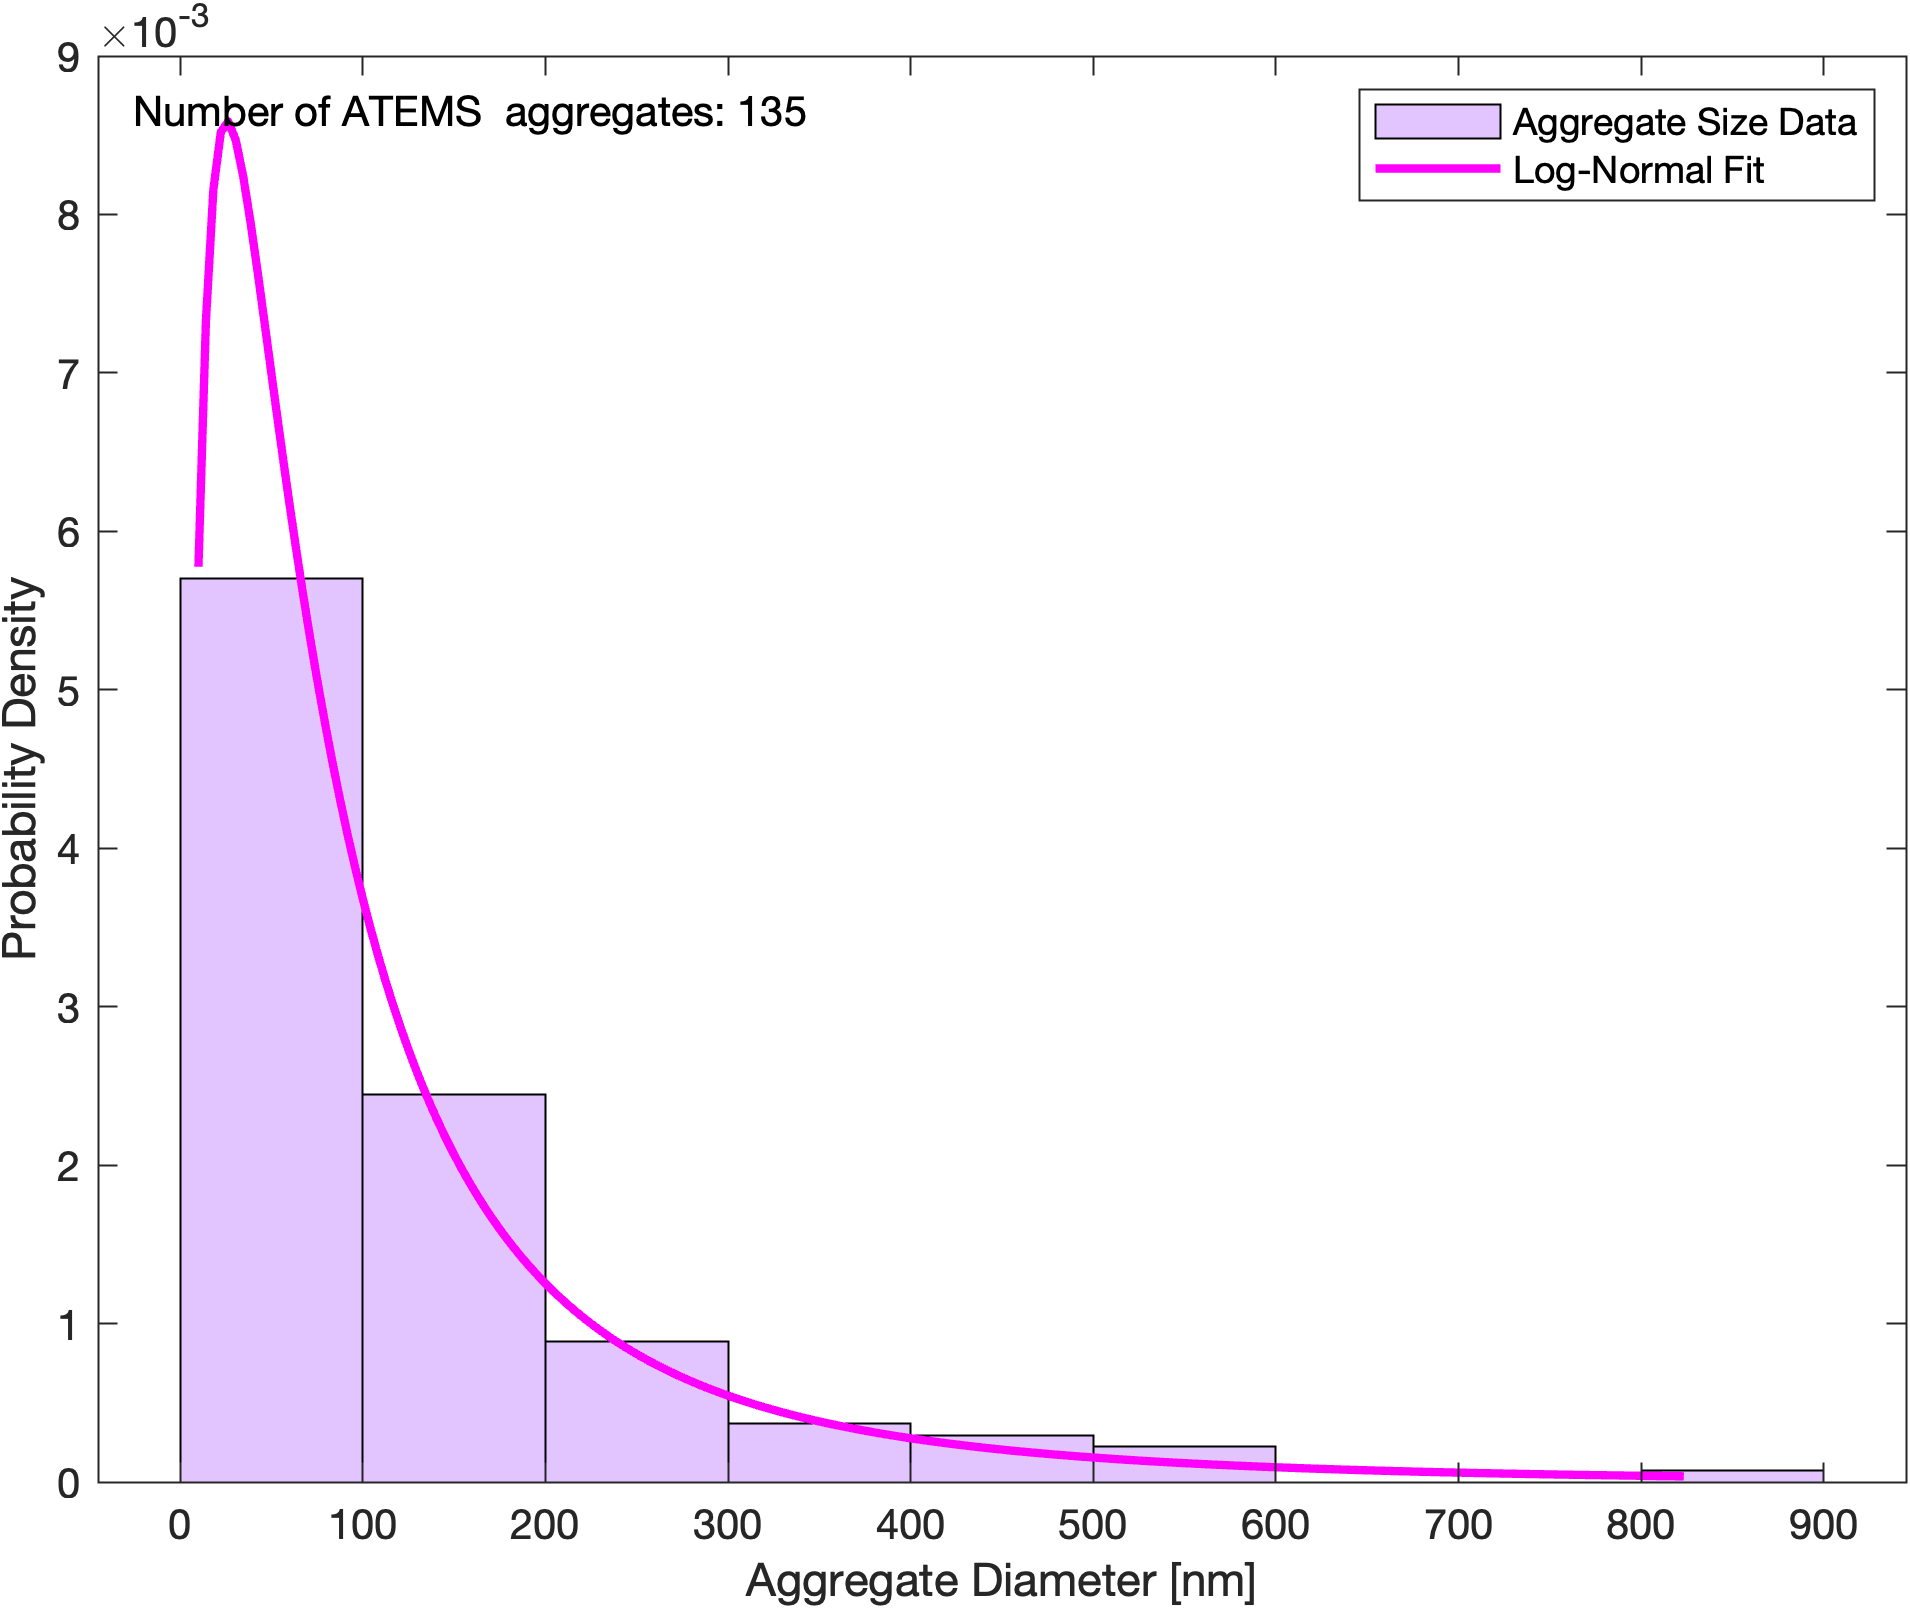 ×10-3
Number of ATEMS  aggregates: 135
Aggregate Size Data
Log-Normal Fit
9
8
7
6
5
4
3
2
1
0
Probability Density
0 100 200 300 400 500 600 700 800 900
Aggregate Diameter [nm]